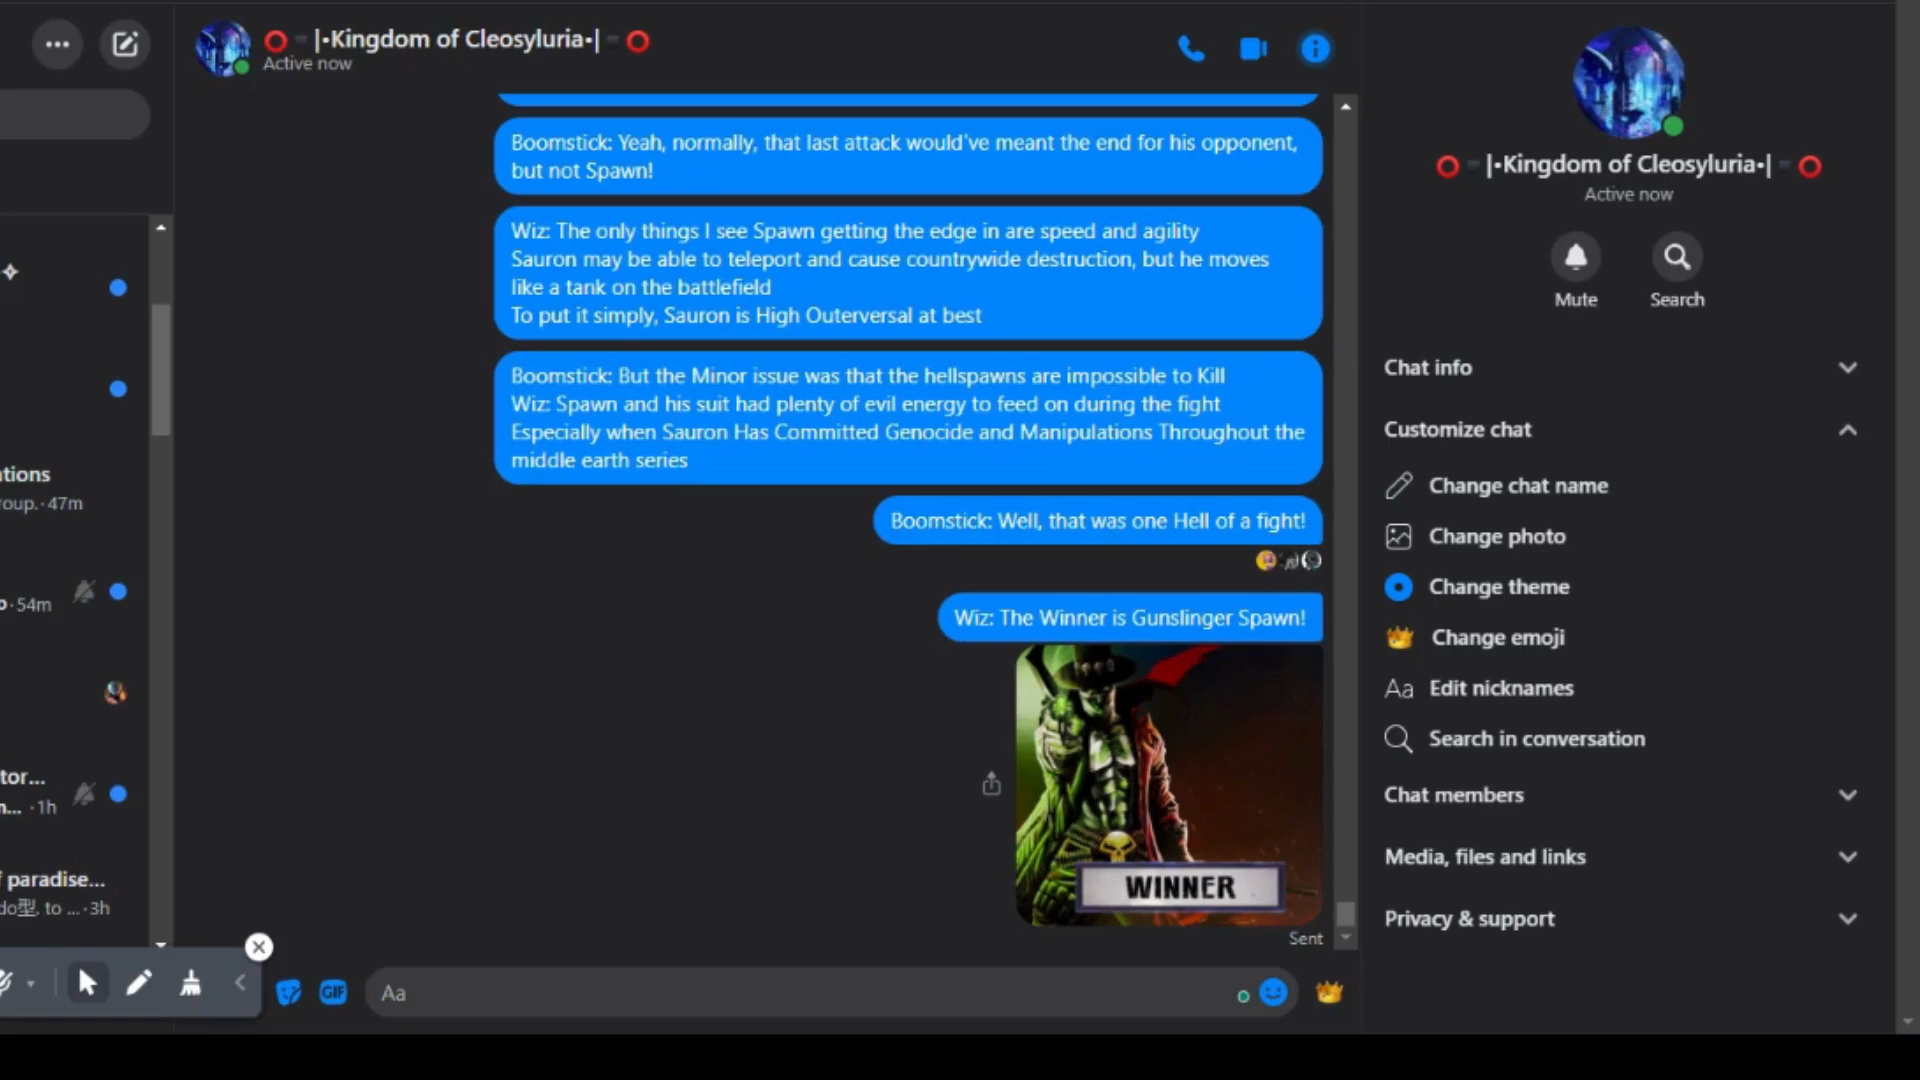 |•Kingdom of Cleosyluria•|
Active now
tions
roup.· 47m
· 54m
tor...
... · 1h
paradise...
do型. to ... · 3h
Boomstick: Yeah, normally, that last attack would've meant the end for his opponent,
but not Spawn!
Wiz: The only things I see Spawn getting the edge in are speed and agility
Sauron may be able to teleport and cause countrywide destruction, but he moves
like a tank on the battlefield
To put it simply, Sauron is High Outerversal at best
Boomstick: But the Minor issue was that the hellspawns are impossible to Kill
Wiz: Spawn and his suit had plenty of evil energy to feed on during the fight
Especially when Sauron Has Committed Genocide and Manipulations Throughout the
middle earth series
Boomstick: Well, that was one Hell of a fight!
Wiz: The Winner is Gunslinger Spawn!
WINNER
Sent
GIF
Aa
|•Kingdom of Cleosyluria•|
Active now
Mute
Search
Chat info
Customize chat
Change chat name
Change photo
Change theme
Change emoji
Aa Edit nicknames
Search in conversation
Chat members
Media, files and links
Privacy & support